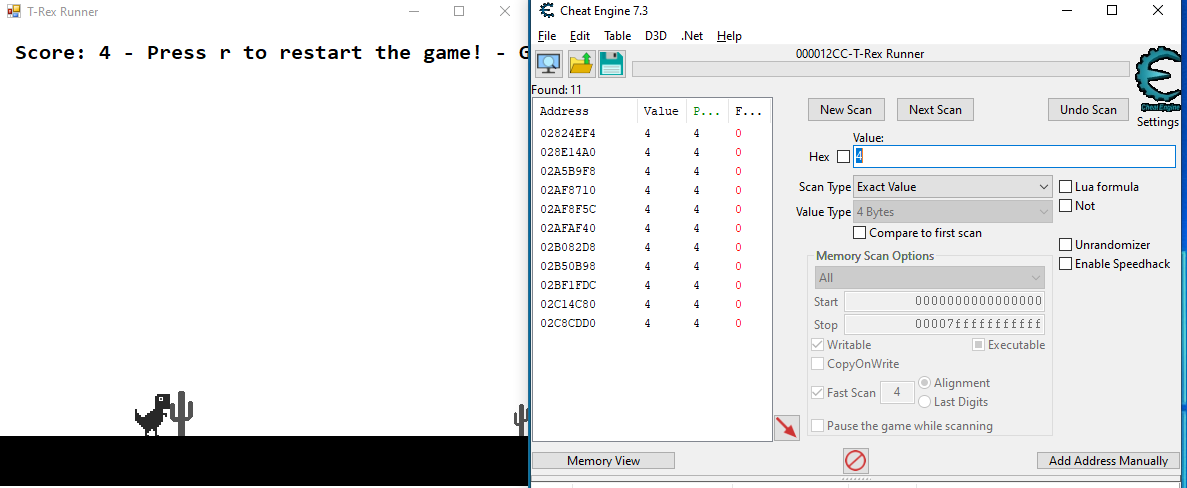 T-Rex Runner
Score: 4 - Press r to restart the game! - G
Cheat Engine 7.3
File Edit Table D3D .Net Help
000012CC-T-Rex Runner
Found: 11
Address Value P... F...
02824EF4 4 4 0
028E14A0 4 4 0
02A5B9F8 4 4 0
02AF8710 4 4 0
02AF8F5C 4 4 0
02AFAF40 4 4 0
02B082D8 4 4 0
02B50B98 4 4 0
02BF1FDC 4 4 0
02C14C80 4 4 0
02C8CDD0 4 4 0
Memory View
New Scan Next Scan Undo Scan
Cheat Engine
Settings
Value:
Hex 4
Scan Type Exact Value
Lua formula
Value Type 4 Bytes
Not
Compare to first scan
Unrandomizer
Enable Speedhack
Memory Scan Options
All
Start 0000000000000000
Stop 00007fffffffffff
Writable Executable
CopyOnWrite
Fast Scan 4 Alignment
Last Digits
Pause the game while scanning
Add Address Manually